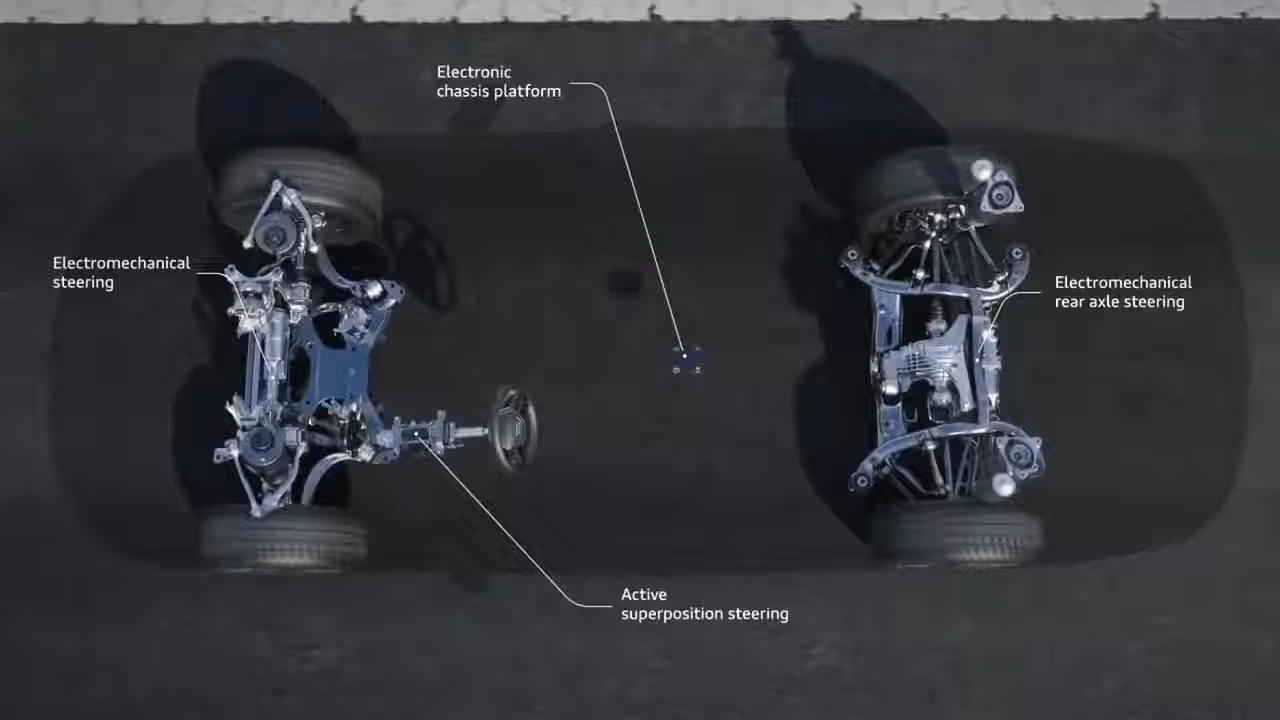 Electronic
chassis platform
Electromechanical
steering
Electromechanical
rear axle steering
Active
superposition steering